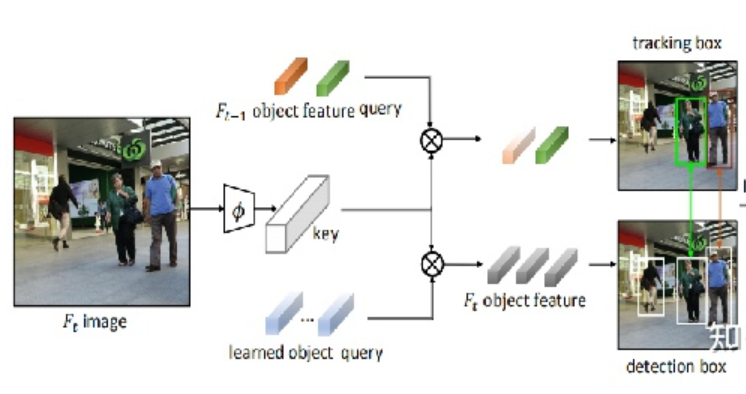 tracking box
F_{t-1} object feature query
ϕ
key
F_t image
F_t object feature
learned object query
...
detection box
知